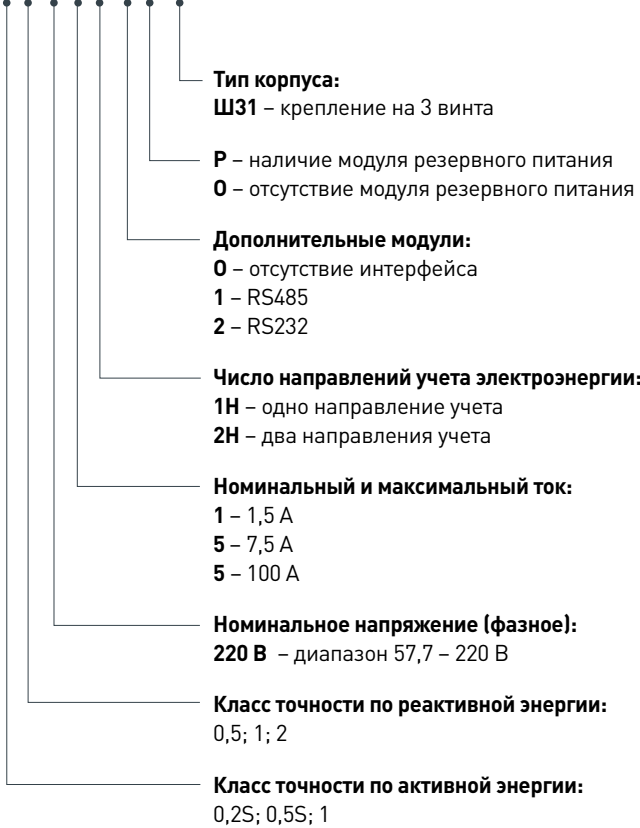 Тип корпуса:
Ш31 – крепление на 3 винта
Р – наличие модуля резервного питания
О – отсутствие модуля резервного питания
Дополнительные модули:
О – отсутствие интерфейса
1 – RS485
2 – RS232
Число направлений учета электроэнергии:
1Н – одно направление учета
2Н – два направления учета
Номинальный и максимальный ток:
1 – 1,5 А
5 – 7,5 А
5 – 100 А
Номинальное напряжение (фазное):
220 В – диапазон 57,7 – 220 В
Класс точности по реактивной энергии:
0,5; 1; 2
Класс точности по активной энергии:
0,2S; 0,5S; 1